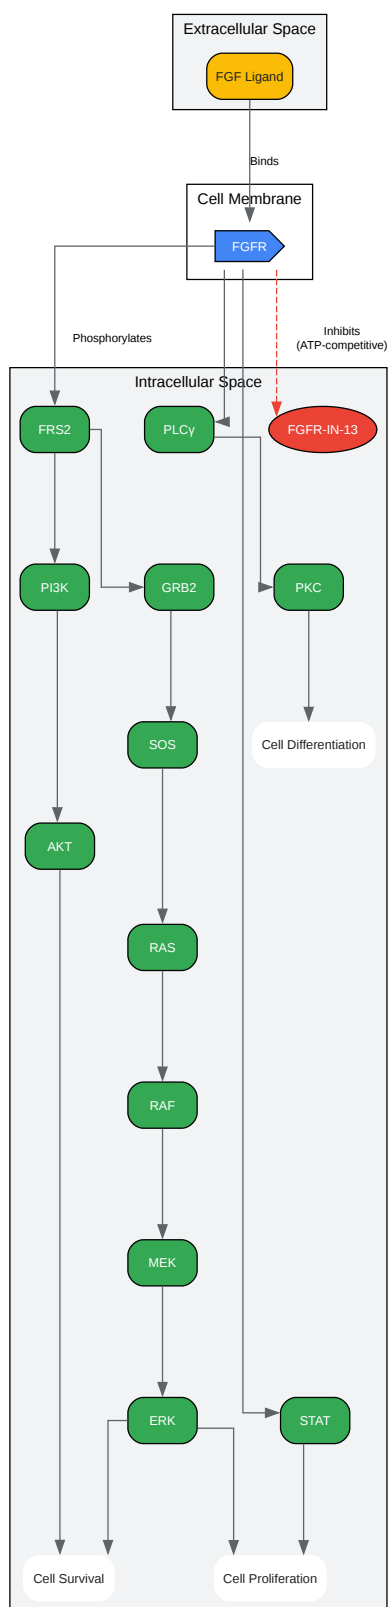 Extracellular Space
FGF Ligand
Binds
Cell Membrane
FGFR
Phosphorylates
Inhibits
(ATP-competitive)
Intracellular Space
FRS2
PLCγ
FGFR-IN-13
PI3K
GRB2
PKC
SOS
Cell Differentiation
AKT
RAS
RAF
MEK
ERK
STAT
Cell Survival
Cell Proliferation